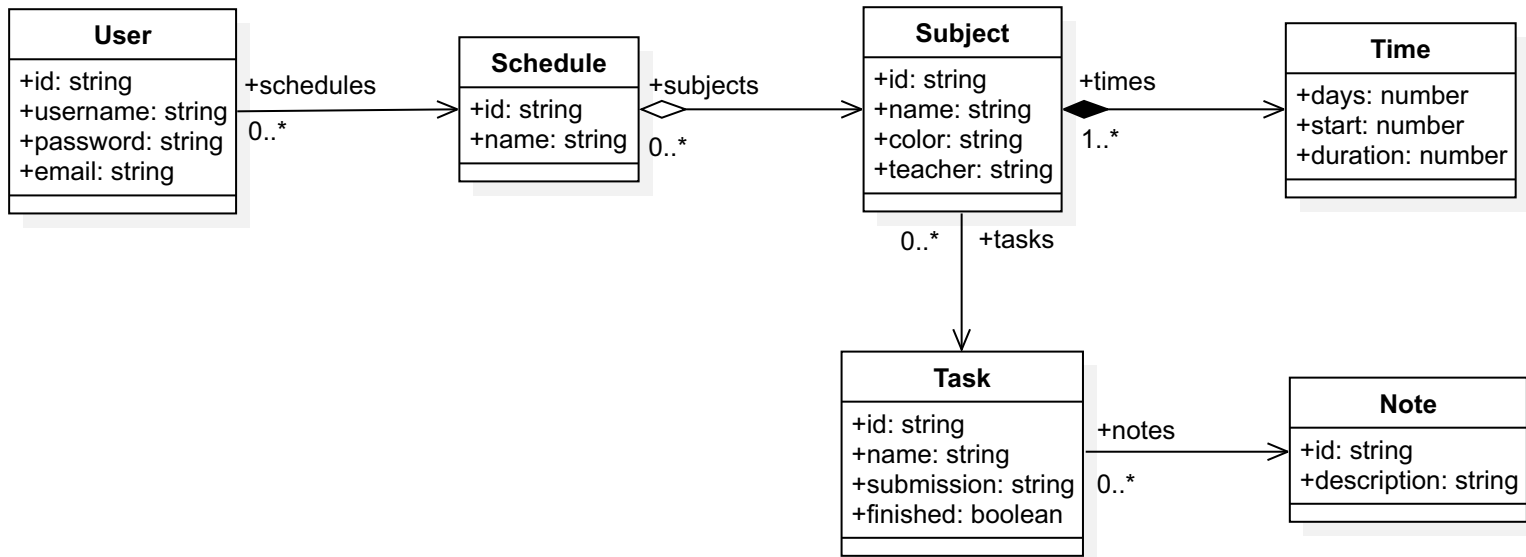 User
+id: string
+username: string
+password: string
+email: string
+schedules
0..*
Schedule
+id: string
+name: string
+subjects
0..*
Subject
+id: string
+name: string
+color: string
+teacher: string
+times
1..*
Time
+days: number
+start: number
+duration: number
0..*
+tasks
Task
+id: string
+name: string
+submission: string
+finished: boolean
+notes
0..*
Note
+id: string
+description: string